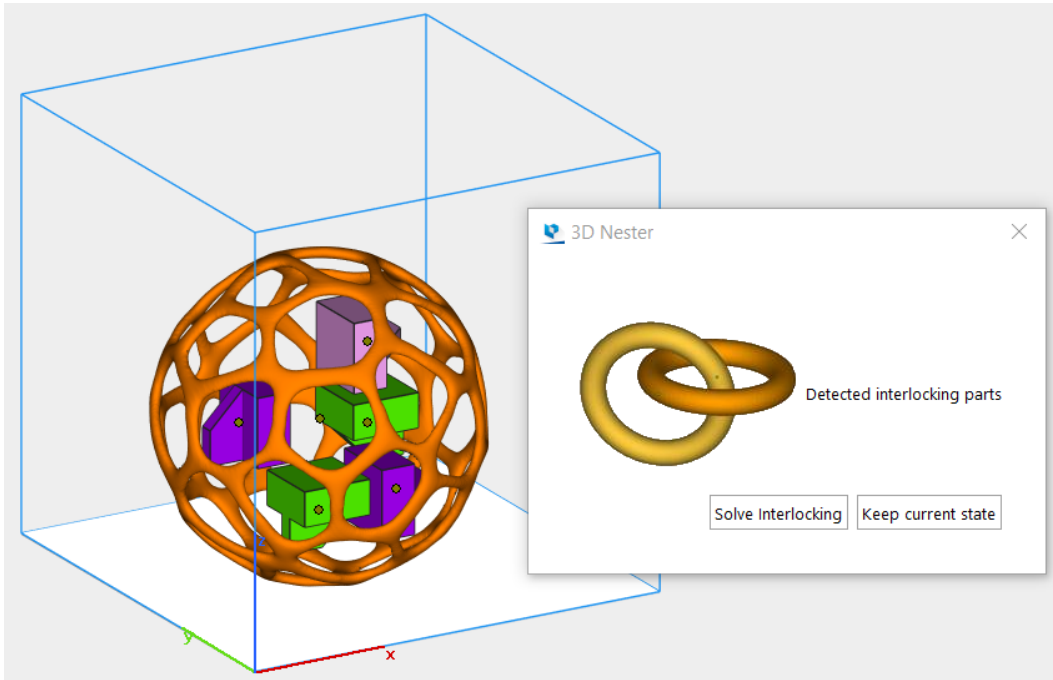 3D Nester
Detected interlocking parts
Solve Interlocking
Keep current state
y
x